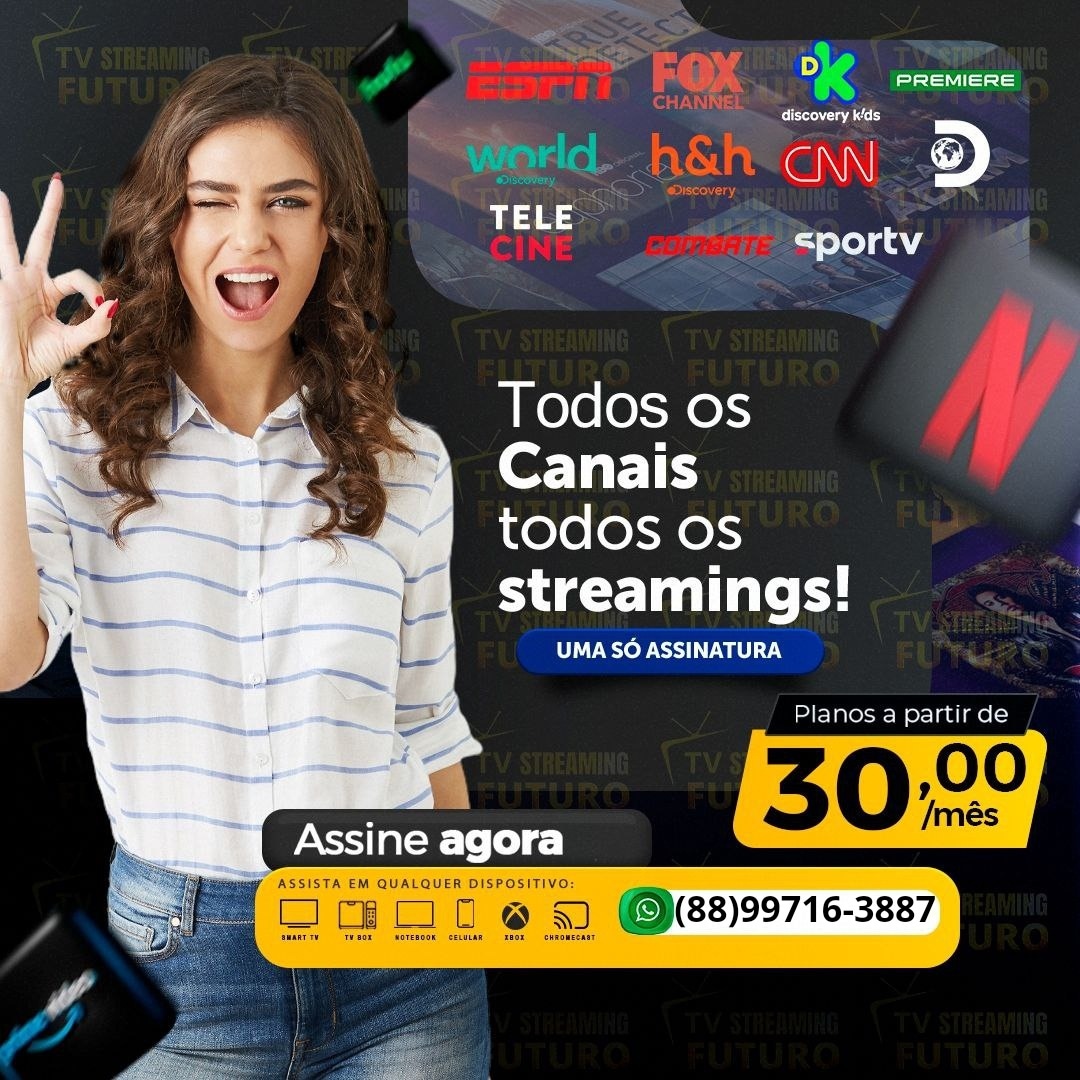 ESPN
FOX
CHANNEL
DK
discovery k!ds
PREMIERE
world
Discovery
h&h
Discovery
CNN
D
TELE
CINE
COMBATE
sportv
N
Todos os
Canais
todos os
streamings!
UMA SÓ ASSINATURA
Planos a partir de
30,00
/mês
Assine agora
ASSISTA EM QUALQUER DISPOSITIVO:
SMART TV
TV BOX
NOTEBOOK
CELULAR
XBOX
CHROMECAST
(88)99716-3887
TV STREAMING
FUTURO